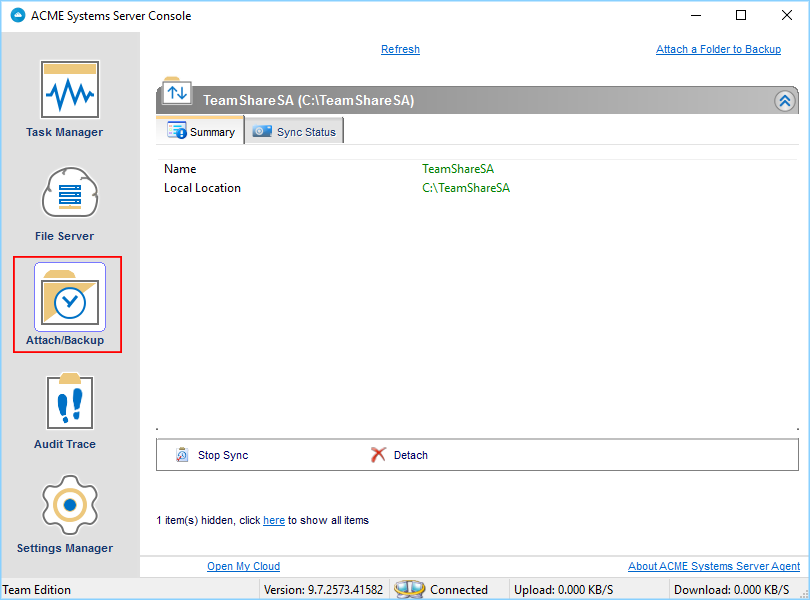 ACME Systems Server Console
Refresh Attach a Folder to Backup
Task Manager
File Server
Attach/Backup
Audit Trace
Settings Manager
TeamShareSA (C:\TeamShareSA)
Summary Sync Status
Name TeamShareSA
Local Location C:\TeamShareSA
Stop Sync Detach
1 item(s) hidden, click here to show all items
Open My Cloud About ACME Systems Server Agent
Team Edition Version: 9.7.2573.41582 Connected Upload: 0.000 KB/S Download: 0.000 KB/S